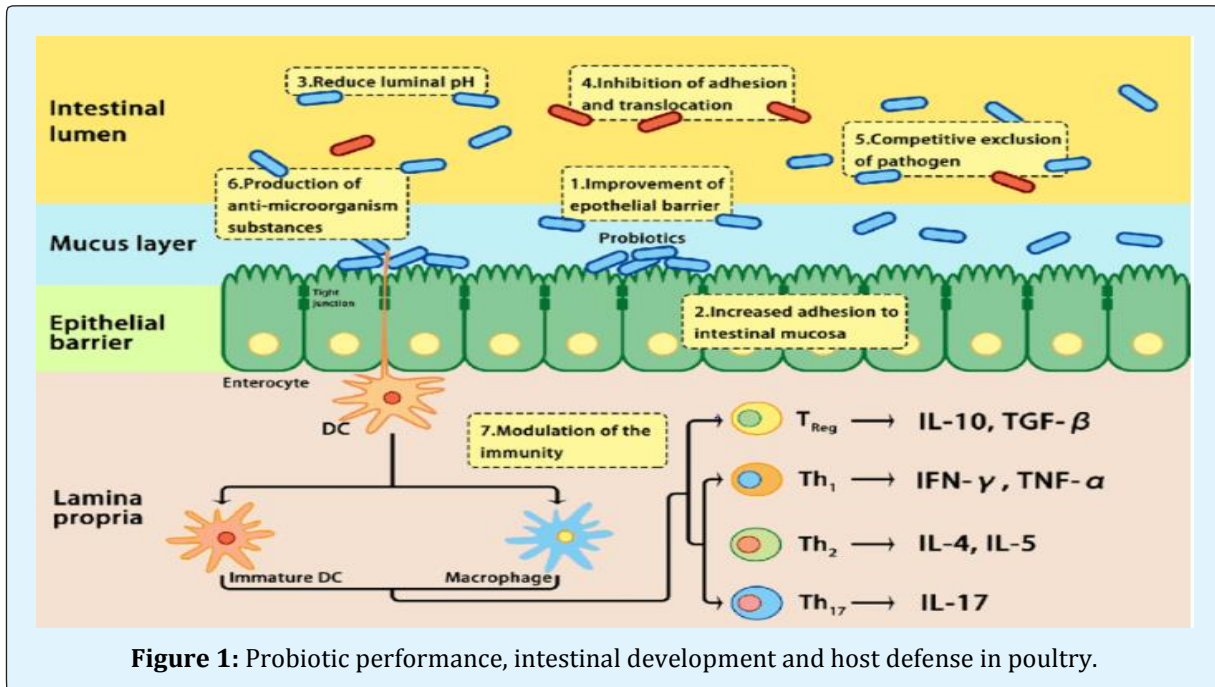 Intestinal
lumen
3.Reduce luminal pH
4.Inhibition of adhesion
and translocation
5.Competitive exclusion
of pathogen
6.Production of
anti-microorganism
substances
1.Improvement of
epothelial barrier
Mucus layer
Probiotics
Tight
junction
2.Increased adhesion to
intestinal mucosa
Epithelial
barrier
Enterocyte
DC
7.Modulation of the
immunity
Lamina
propria
Immature DC
Macrophage
TReg → IL-10, TGF-β
Th1 → IFN-γ, TNF-α
Th2 → IL-4, IL-5
Th17 → IL-17
Figure 1: Probiotic performance, intestinal development and host defense in poultry.